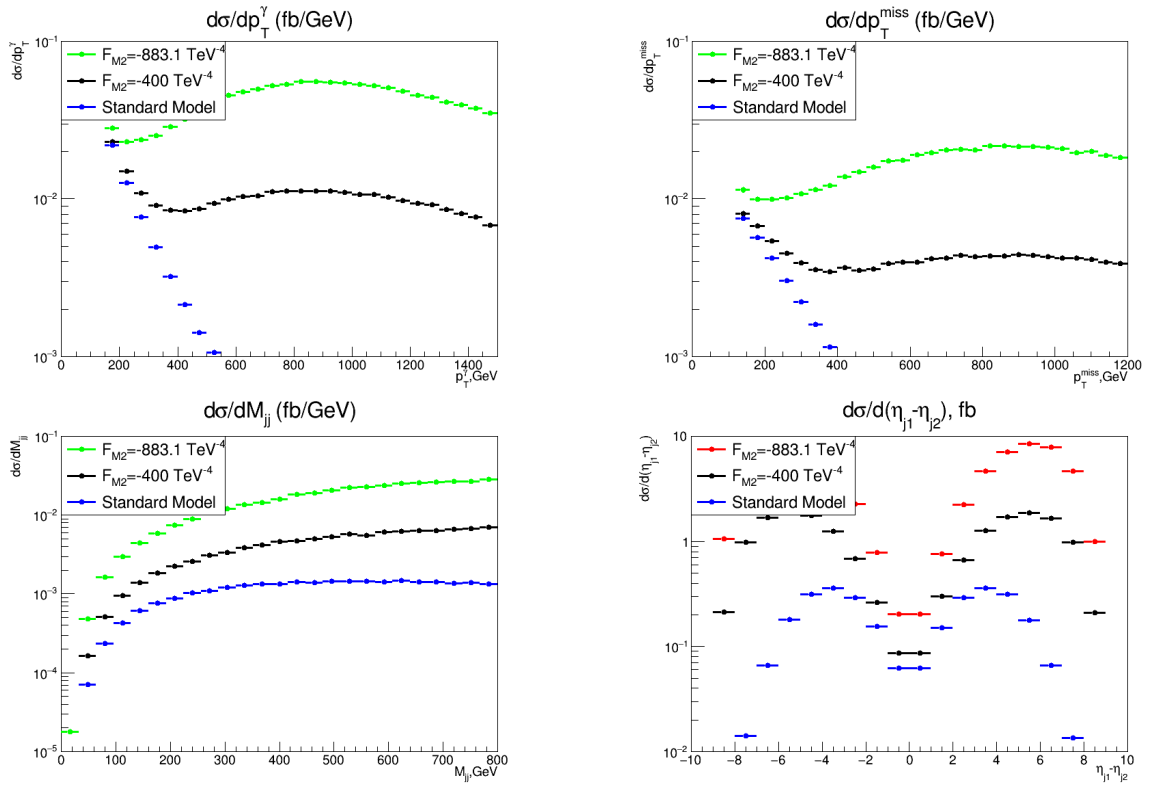 dσ/dp_T^γ (fb/GeV)
dσ/dp_T^γ
10^-1
10^-2
10^-3
F_M2=-883.1 TeV^-4
F_M2=-400 TeV^-4
Standard Model
0 200 400 600 800 1000 1200 1400
p_T^γ,GeV
dσ/dp_T^miss (fb/GeV)
dσ/dp_T^miss
10^-1
10^-2
10^-3
F_M2=-883.1 TeV^-4
F_M2=-400 TeV^-4
Standard Model
0 200 400 600 800 1000 1200
p_T^miss,GeV
dσ/dM_jj (fb/GeV)
dσ/dM_jj
10^-1
10^-2
10^-3
10^-4
10^-5
F_M2=-883.1 TeV^-4
F_M2=-400 TeV^-4
Standard Model
0 100 200 300 400 500 600 700 800
M_jj,GeV
dσ/d(η_j1-η_j2), fb
dσ/d(η_j1-η_j2)
10
1
10^-1
10^-2
F_M2=-883.1 TeV^-4
F_M2=-400 TeV^-4
Standard Model
−10 −8 −6 −4 −2 0 2 4 6 8 10
η_j1-η_j2